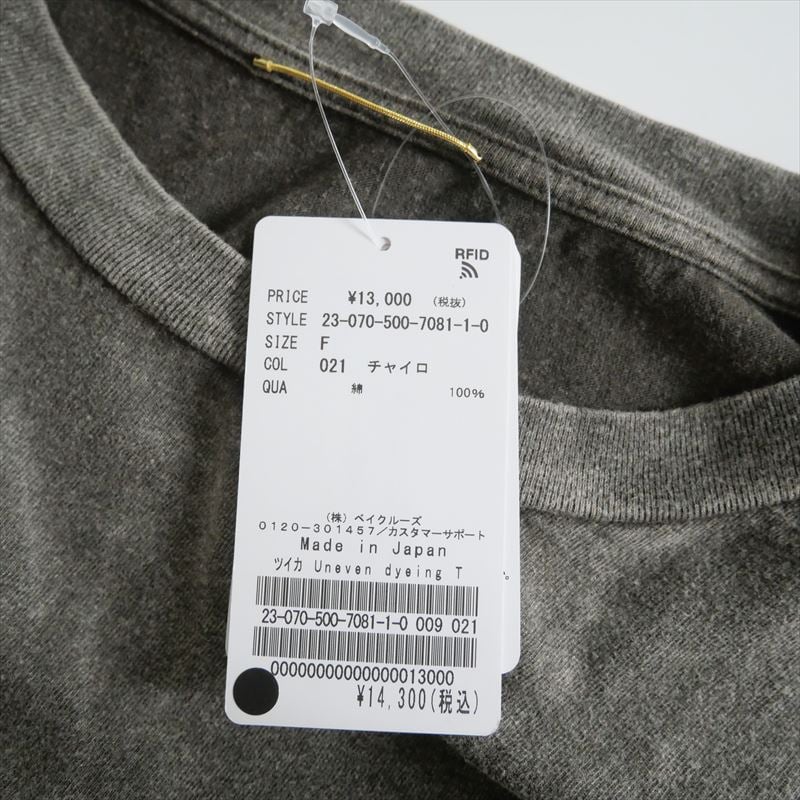 RFID
PRICE ¥13,000 (税抜)
STYLE 23-070-500-7081-1-0
SIZE F
COL 021 チャイロ
QUA 綿 100%
(株) ベイクルーズ
0120-301457/カスタマーサポート
Made in Japan
ツイカ Uneven dyeing T
23-070-500-7081-1-0 009 021
00000000000000013000
¥14,300(税込)